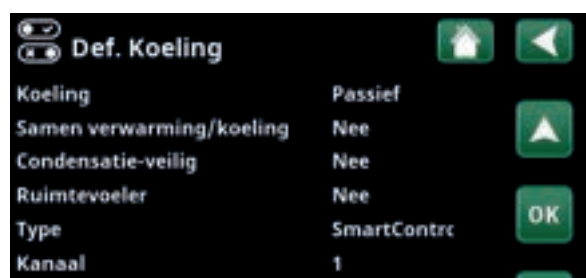 Def. Koeling
Koeling Passief
Samen verwarming/koeling Nee
Condensatie-veilig Nee
Ruimtevoeler Nee
Type SmartContrc
OK
Kanaal 1